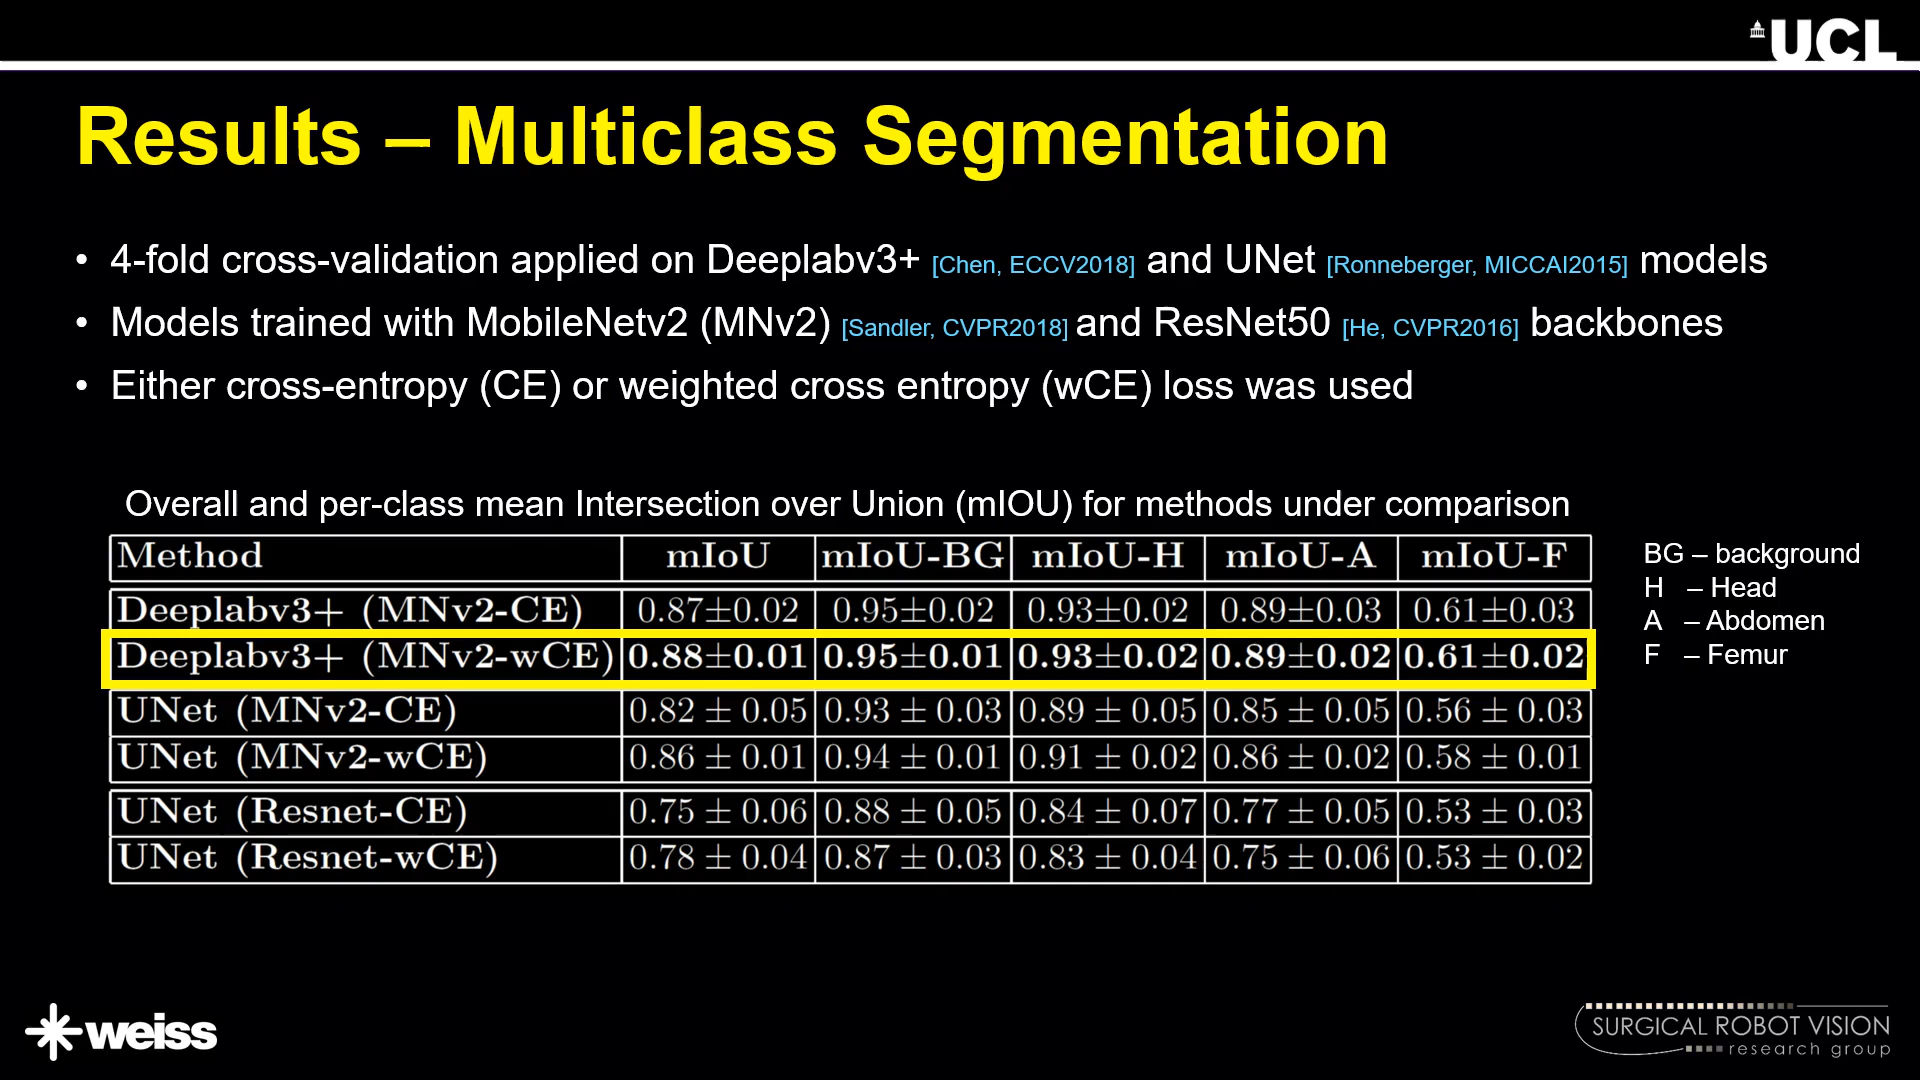 UCL
Results – Multiclass Segmentation
• 4-fold cross-validation applied on Deeplabv3+ [Chen, ECCV2018] and UNet [Ronneberger, MICCAI2015] models
• Models trained with MobileNetv2 (MNv2) [Sandler, CVPR2018] and ResNet50 [He, CVPR2016] backbones
• Either cross-entropy (CE) or weighted cross entropy (wCE) loss was used
Overall and per-class mean Intersection over Union (mIOU) for methods under comparison
Method mIoU mIoU-BG mIoU-H mIoU-A mIoU-F
Deeplabv3+ (MNv2-CE) 0.87±0.02 0.95±0.02 0.93±0.02 0.89±0.03 0.61±0.03
Deeplabv3+ (MNv2-wCE) 0.88±0.01 0.95±0.01 0.93±0.02 0.89±0.02 0.61±0.02
UNet (MNv2-CE) 0.82 ± 0.05 0.93 ± 0.03 0.89 ± 0.05 0.85 ± 0.05 0.56 ± 0.03
UNet (MNv2-wCE) 0.86 ± 0.01 0.94 ± 0.01 0.91 ± 0.02 0.86 ± 0.02 0.58 ± 0.01
UNet (Resnet-CE) 0.75 ± 0.06 0.88 ± 0.05 0.84 ± 0.07 0.77 ± 0.05 0.53 ± 0.03
UNet (Resnet-wCE) 0.78 ± 0.04 0.87 ± 0.03 0.83 ± 0.04 0.75 ± 0.06 0.53 ± 0.02
BG – background
H – Head
A – Abdomen
F – Femur
weiss
SURGICAL ROBOT VISION
research group